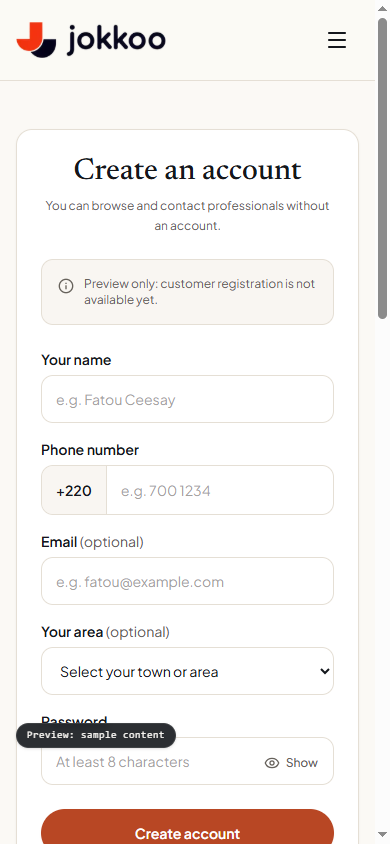 jokkoo
Create an account
You can browse and contact professionals without
an account.
Preview only: customer registration is not
available yet.
Your name
e.g. Fatou Ceesay
Phone number
+220
e.g. 700 1234
Email (optional)
e.g. fatou@example.com
Your area (optional)
Select your town or area
Password
Preview: sample content
At least 8 characters
Show
Create account